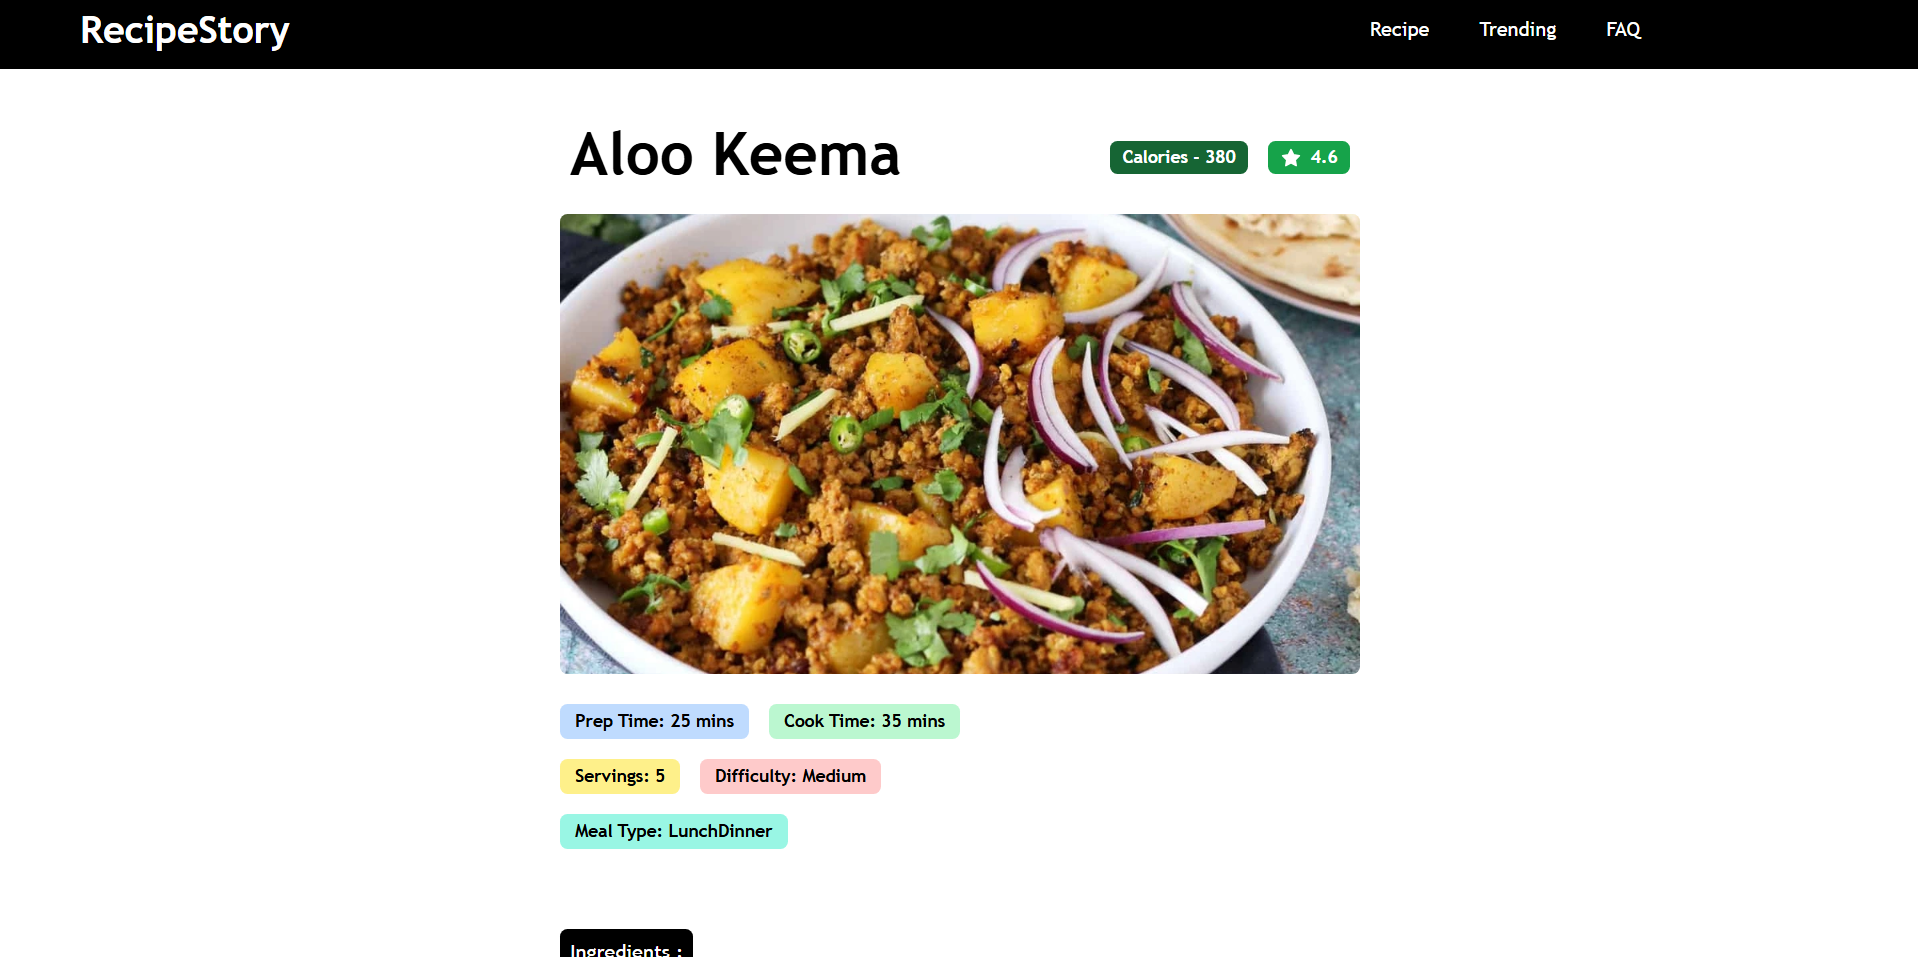 RecipeStory
Recipe Trending FAQ
Aloo Keema
Calories - 380
4.6
Prep Time: 25 mins Cook Time: 35 mins
Servings: 5 Difficulty: Medium
Meal Type: LunchDinner
Ingredients :